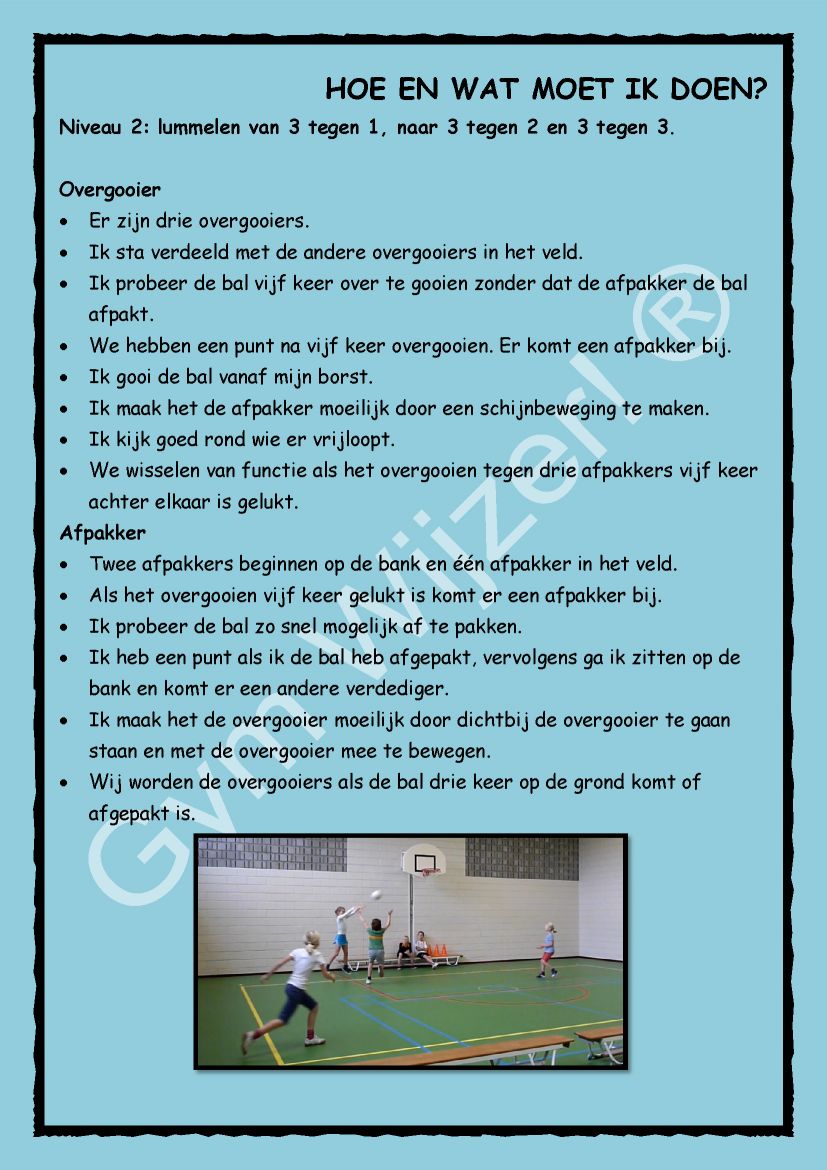 HOE EN WAT MOET IK DOEN?
Niveau 2: lummelen van 3 tegen 1, naar 3 tegen 2 en 3 tegen 3.
Overgooier
• Er zijn drie overgooiers.
• Ik sta verdeeld met de andere overgooiers in het veld.
• Ik probeer de bal vijf keer over te gooien zonder dat de afpakker de bal
afpakt.
• We hebben een punt na vijf keer overgooien. Er komt een afpakker bij.
• Ik gooi de bal vanaf mijn borst.
• Ik maak het de afpakker moeilijk door een schijnbeweging te maken.
• Ik kijk goed rond wie er vrijloopt.
• We wisselen van functie als het overgooien tegen drie afpakkers vijf keer
achter elkaar is gelukt.
Afpakker
• Twee afpakkers beginnen op de bank en één afpakker in het veld.
• Als het overgooien vijf keer gelukt is komt er een afpakker bij.
• Ik probeer de bal zo snel mogelijk af te pakken.
• Ik heb een punt als ik de bal heb afgepakt, vervolgens ga ik zitten op de
bank en komt er een andere verdediger.
• Ik maak het de overgooier moeilijk door dichtbij de overgooier te gaan
staan en met de overgooier mee te bewegen.
• Wij worden de overgooiers als de bal drie keer op de grond komt of
afgepakt is.
Gym Wijzer! ®